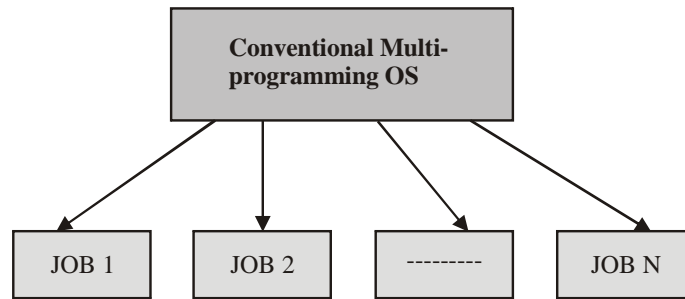 Conventional Multi-
programming OS
JOB 1
JOB 2
---------
JOB N